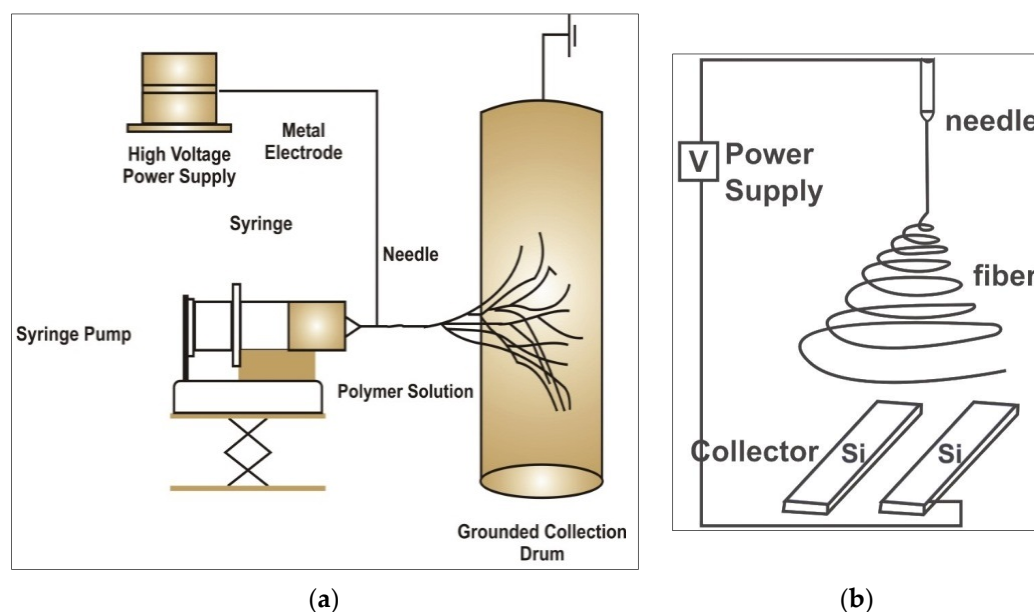 High Voltage
Power Supply
Metal
Electrode
Syringe
Needle
Syringe Pump
Polymer Solution
Grounded Collection
Drum
(a)
needle
V
Power
Supply
fiber
Collector
Si
Si
(b)